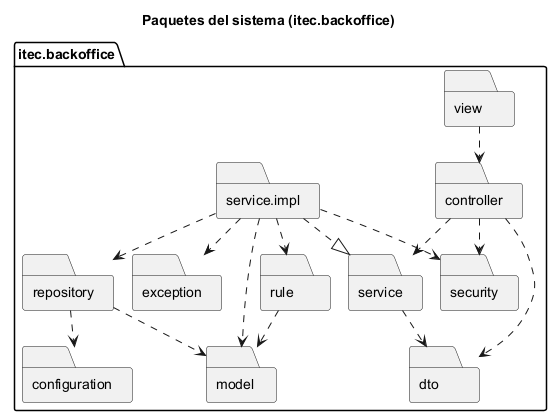 Paquetes del sistema (itec.backoffice)
itec.backoffice
view
service.impl
controller
repository
exception
rule
service
security
configuration
model
dto